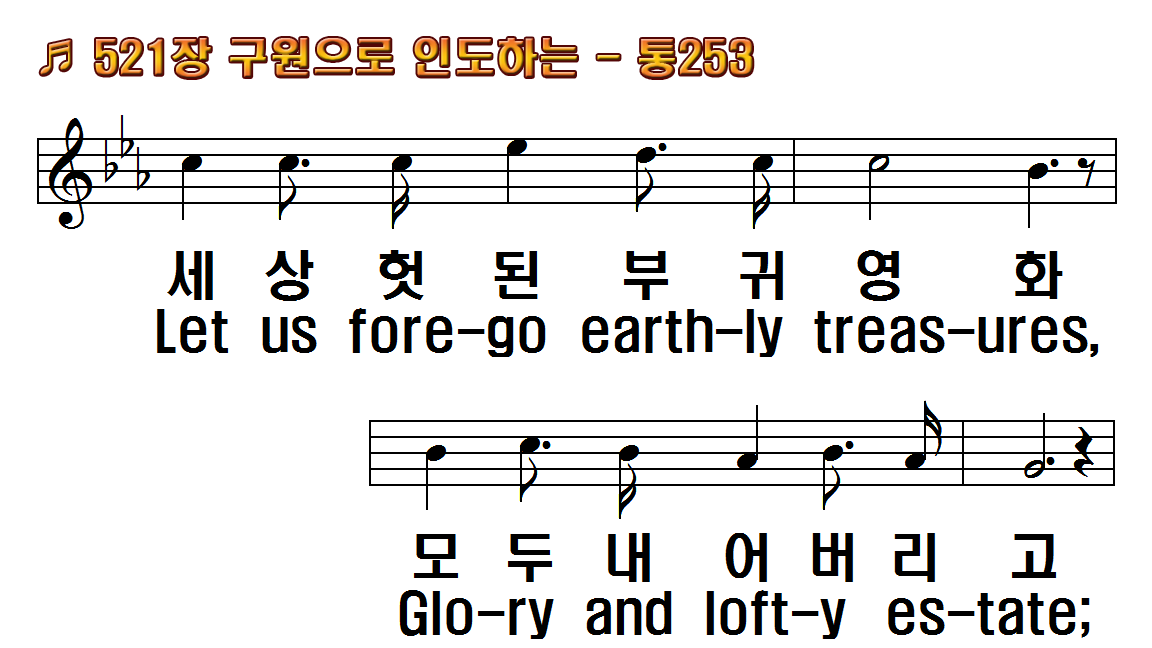 ♬ 521장 구원으로 인도하는 - 통253
세 상 헛 된 부 귀 영 화
Let us fore-go earth-ly treas-ures,
모 두 내 어 버 리 고
Glo-ry and loft-y es-tate;